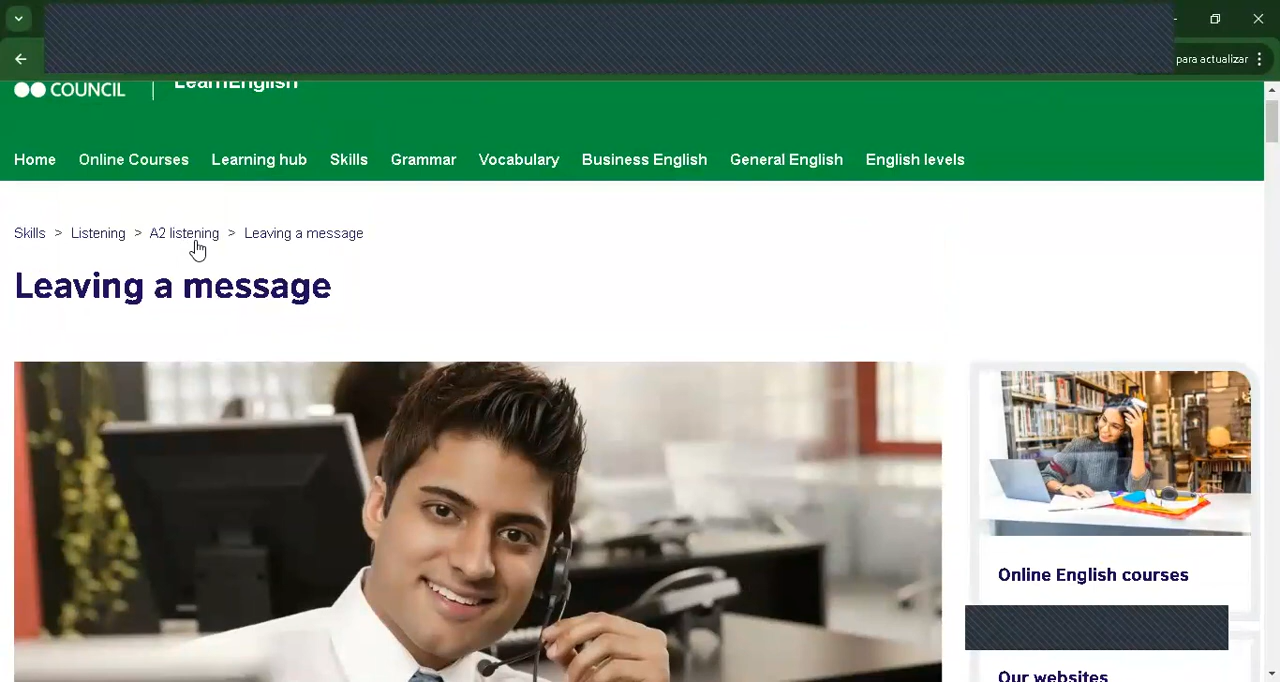 para actualizar
COUNCIL
LearnEnglish
Home Online Courses Learning hub Skills Grammar Vocabulary Business English General English English levels
Skills > Listening > A2 listening > Leaving a message
Leaving a message
Online English courses
Our websites